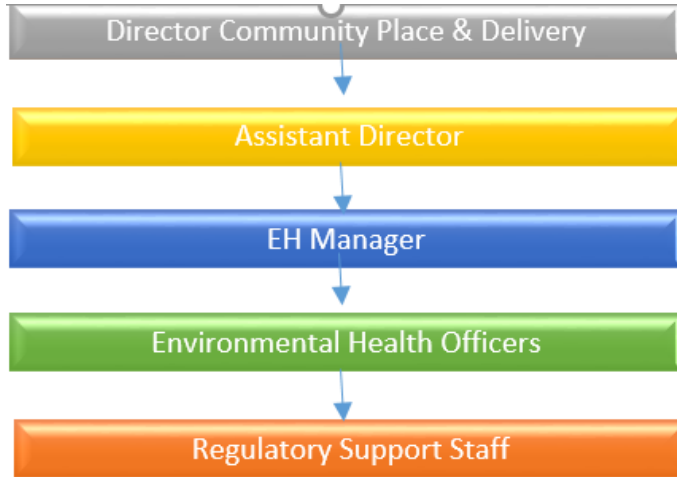 Director Community Place & Delivery
Assistant Director
EH Manager
Environmental Health Officers
Regulatory Support Staff